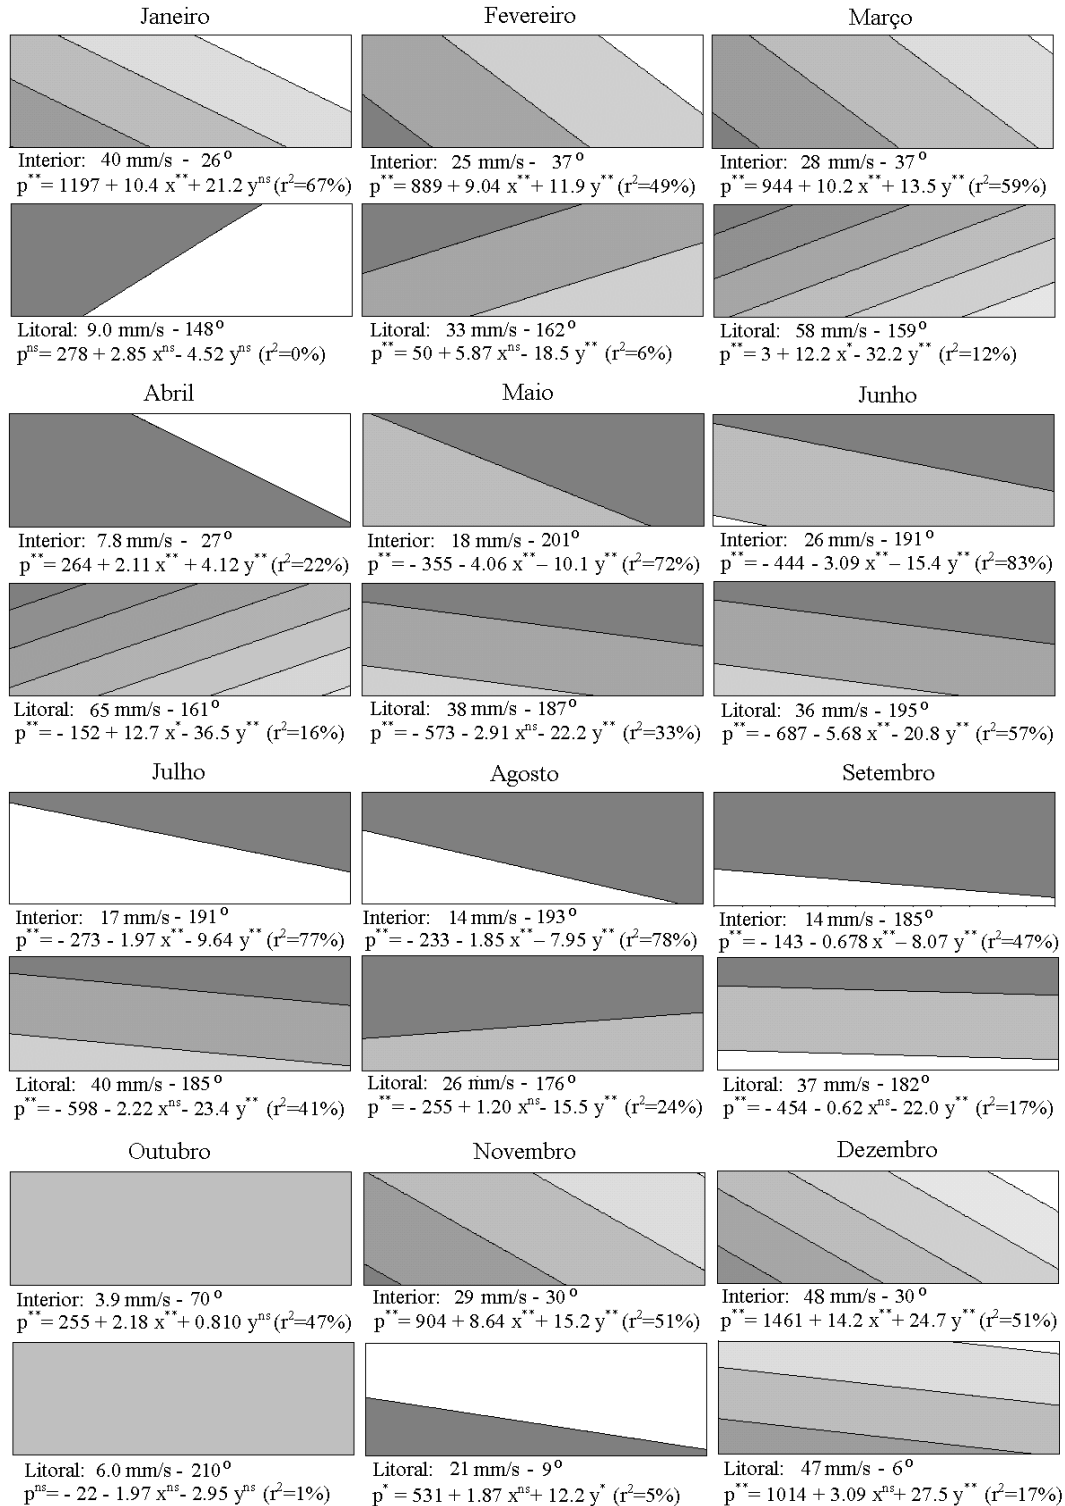 Janeiro
Fevereiro
Março
Interior: 40 mm/s - 26°
p**= 1197 + 10.4 x**+ 21.2 y^ns (r²=67%)
Interior: 25 mm/s - 37°
p**= 889 + 9.04 x**+ 11.9 y** (r²=49%)
Interior: 28 mm/s - 37°
p**= 944 + 10.2 x**+ 13.5 y** (r²=59%)
Litoral: 9.0 mm/s - 148°
p^ns= 278 + 2.85 x^ns- 4.52 y^ns (r²=0%)
Litoral: 33 mm/s - 162°
p**= 50 + 5.87 x^ns- 18.5 y** (r²=6%)
Litoral: 58 mm/s - 159°
p**= 3 + 12.2 x*- 32.2 y** (r²=12%)
Abril
Maio
Junho
Interior: 7.8 mm/s - 27°
p**= 264 + 2.11 x** + 4.12 y** (r²=22%)
Interior: 18 mm/s - 201°
p**= - 355 - 4.06 x**– 10.1 y** (r²=72%)
Interior: 26 mm/s - 191°
p**= - 444 - 3.09 x**– 15.4 y** (r²=83%)
Litoral: 65 mm/s - 161°
p**= - 152 + 12.7 x*- 36.5 y** (r²=16%)
Litoral: 38 mm/s - 187°
p**= - 573 - 2.91 x^ns- 22.2 y** (r²=33%)
Litoral: 36 mm/s - 195°
p**= - 687 - 5.68 x**- 20.8 y** (r²=57%)
Julho
Agosto
Setembro
Interior: 17 mm/s - 191°
p**= - 273 - 1.97 x**- 9.64 y** (r²=77%)
Interior: 14 mm/s - 193°
p**= - 233 - 1.85 x**– 7.95 y** (r²=78%)
Interior: 14 mm/s - 185°
p**= - 143 - 0.678 x**– 8.07 y** (r²=47%)
Litoral: 40 mm/s - 185°
p**= - 598 - 2.22 x^ns- 23.4 y** (r²=41%)
Litoral: 26 mm/s - 176°
p**= - 255 + 1.20 x^ns- 15.5 y** (r²=24%)
Litoral: 37 mm/s - 182°
p**= - 454 - 0.62 x^ns- 22.0 y** (r²=17%)
Outubro
Novembro
Dezembro
Interior: 3.9 mm/s - 70°
p**= 255 + 2.18 x**+ 0.810 y^ns (r²=47%)
Interior: 29 mm/s - 30°
p**= 904 + 8.64 x**+ 15.2 y** (r²=51%)
Interior: 48 mm/s - 30°
p**= 1461 + 14.2 x**+ 24.7 y** (r²=51%)
Litoral: 6.0 mm/s - 210°
p^ns= - 22 - 1.97 x^ns- 2.95 y^ns (r²=1%)
Litoral: 21 mm/s - 9°
p*= 531 + 1.87 x^ns+ 12.2 y* (r²=5%)
Litoral: 47 mm/s - 6°
p**= 1014 + 3.09 x^ns+ 27.5 y** (r²=17%)